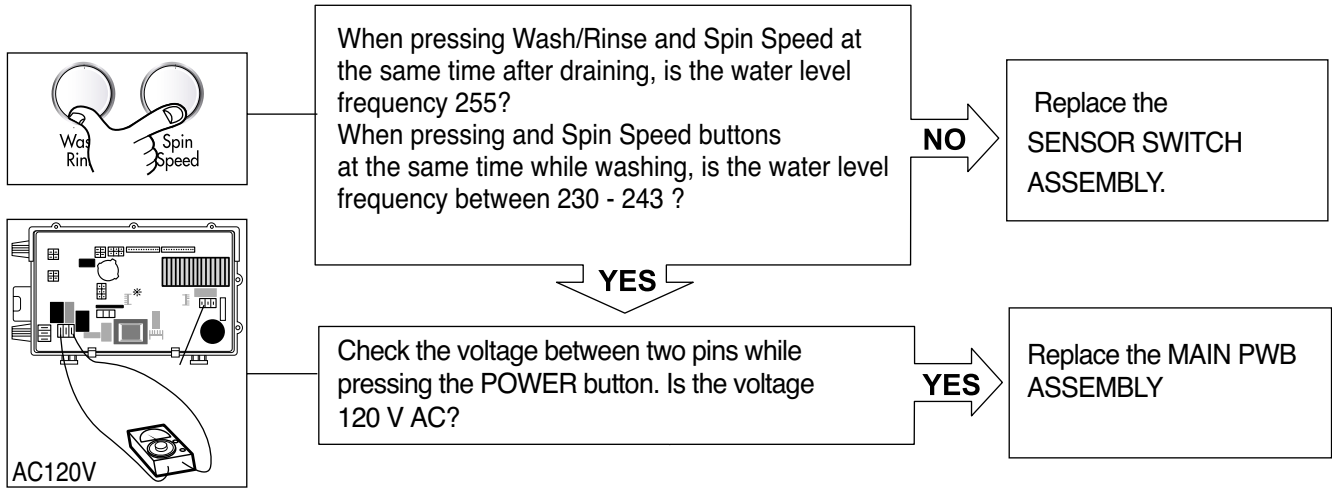 When pressing Wash/Rinse and Spin Speed at
the same time after draining, is the water level
frequency 255?
When pressing and Spin Speed buttons
at the same time while washing, is the water level
frequency between 230 - 243 ?
Was
Rin
Spin
Speed
NO
Replace the
SENSOR SWITCH
ASSEMBLY.
YES
Check the voltage between two pins while
pressing the POWER button. Is the voltage
120 V AC?
YES
Replace the MAIN PWB
ASSEMBLY
AC120V